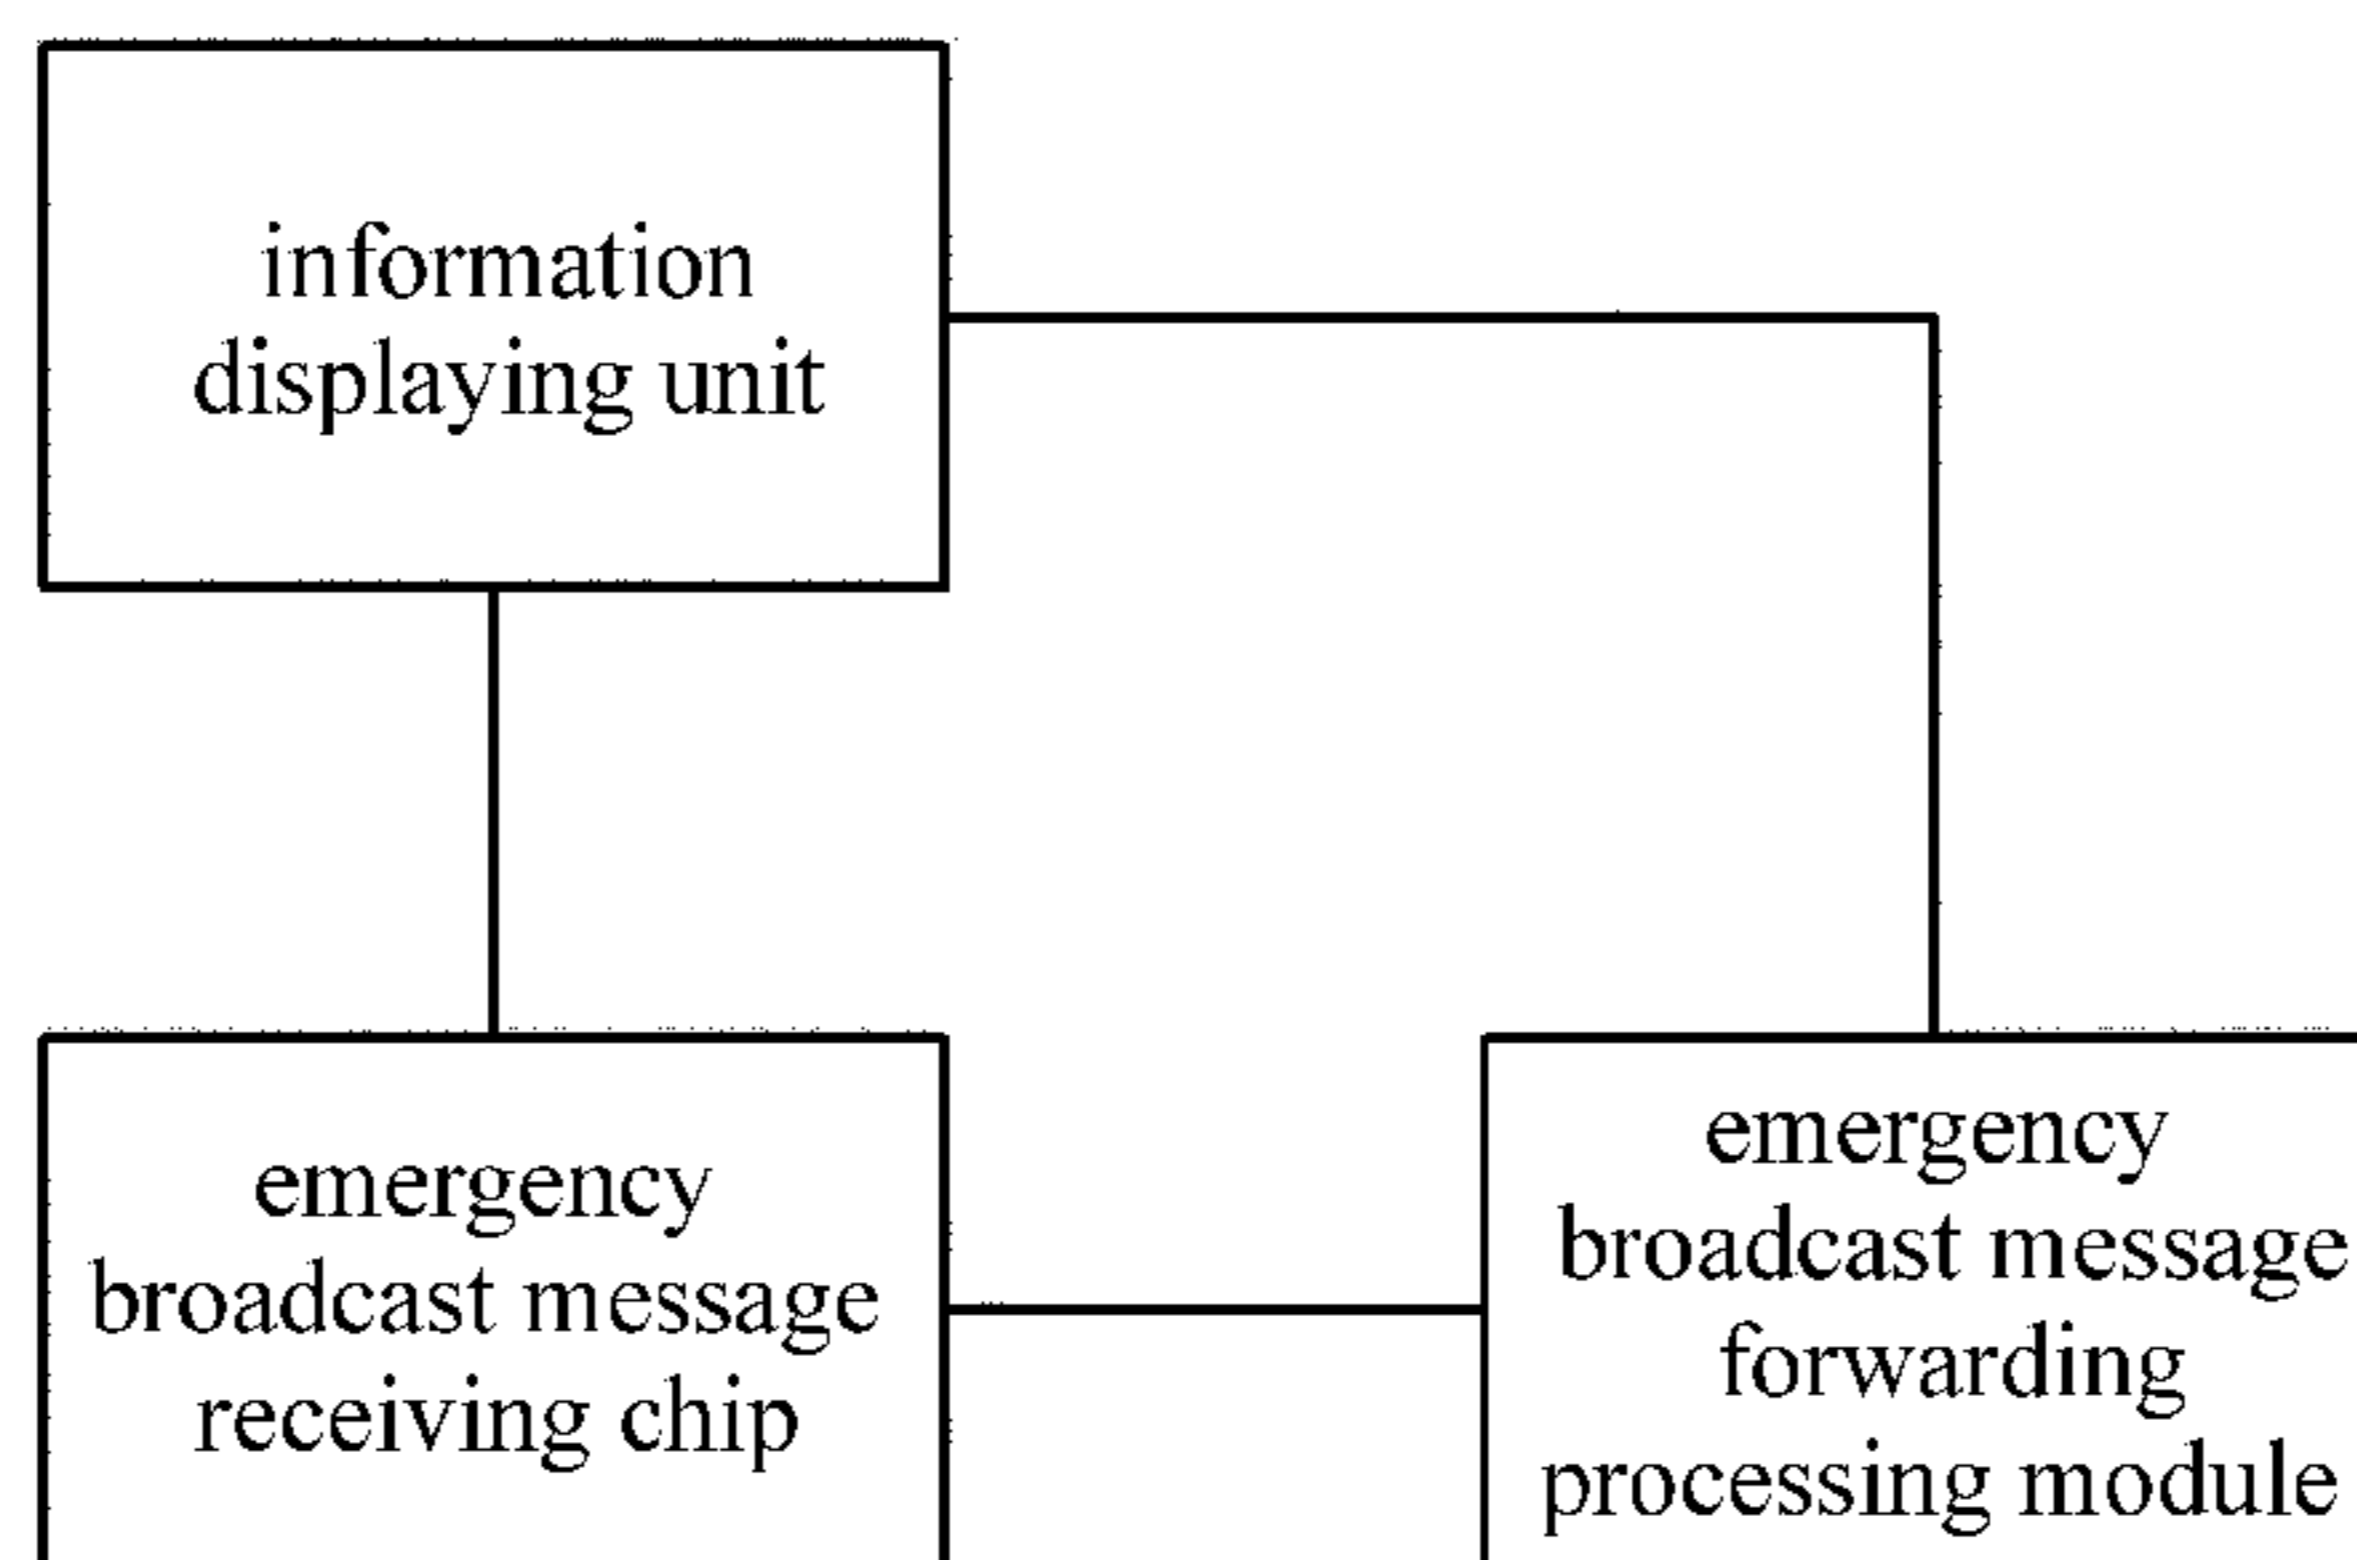 information
displaying unit
emergency
broadcast message
receiving chip
emergency
broadcast message
forwarding
processing module